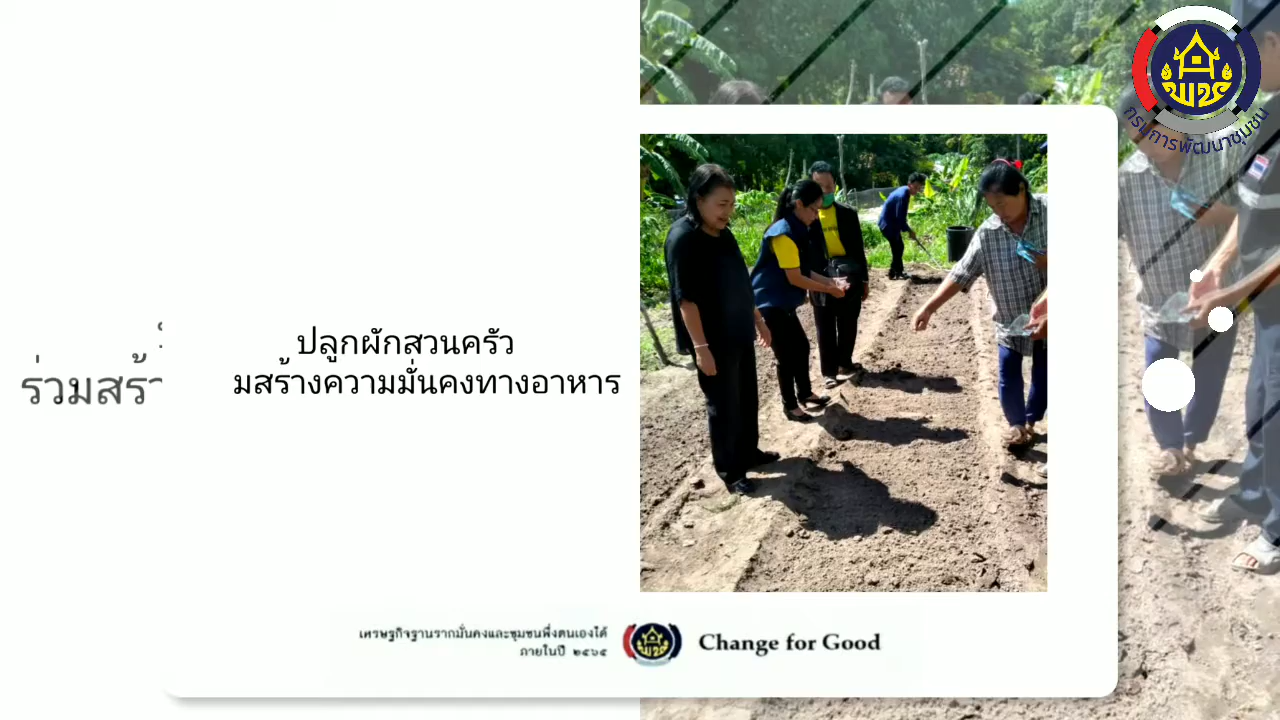 กรมการพัฒนาชุมชน
ปลูกผักสวนครัว
ร่วมสร้
มสร้างความมั่นคงทางอาหาร
เศรษฐกิจฐานรากมั่นคงและชุมชนพึ่งตนเองได้
ภายในปี ๒๕๖๕
Change for Good